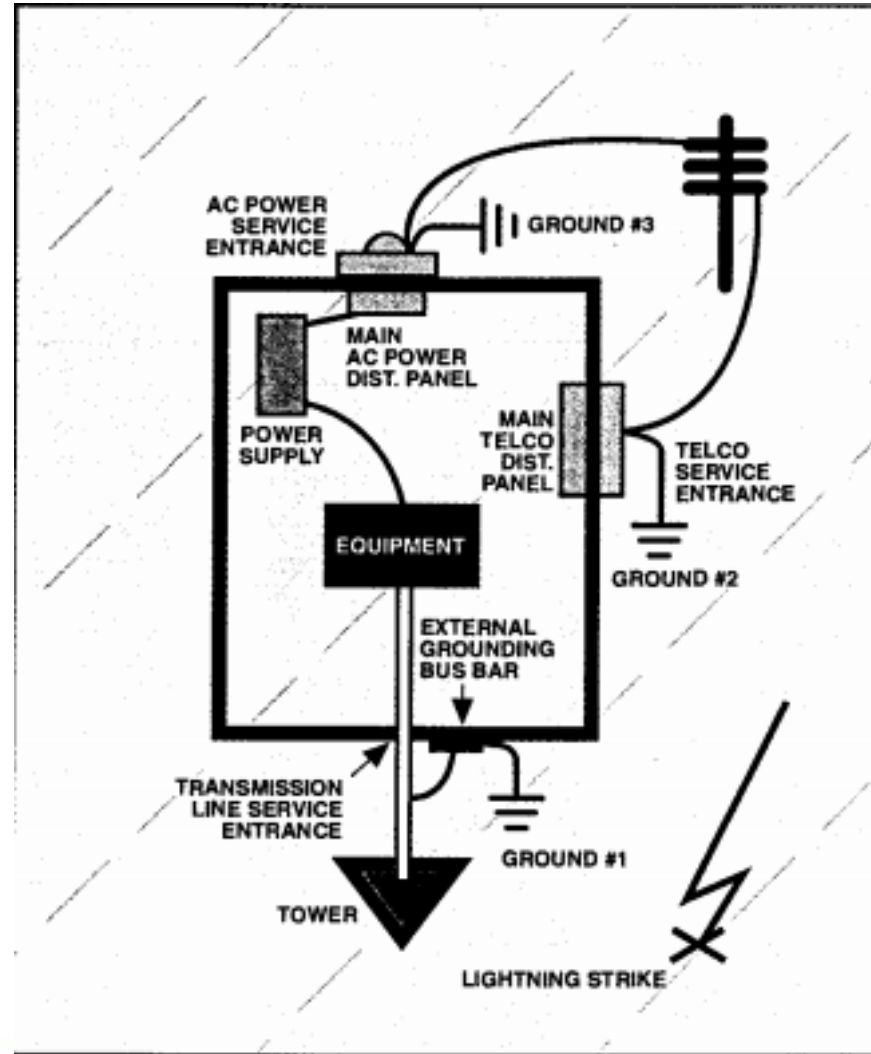 AC POWER
SERVICE
ENTRANCE
GROUND #3
MAIN
AC POWER
DIST. PANEL
POWER
SUPPLY
MAIN
TELCO
DIST.
PANEL
TELCO
SERVICE
ENTRANCE
EQUIPMENT
GROUND #2
EXTERNAL
GROUNDING
BUS BAR
TRANSMISSION
LINE SERVICE
ENTRANCE
GROUND #1
TOWER
LIGHTNING STRIKE